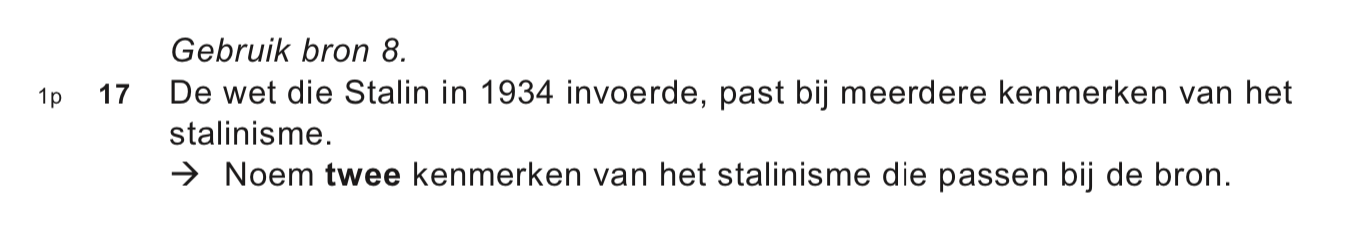 Gebruik bron 8.
1p 17 De wet die Stalin in 1934 invoerde, past bij meerdere kenmerken van het
stalinisme.
→ Noem twee kenmerken van het stalinisme die passen bij de bron.